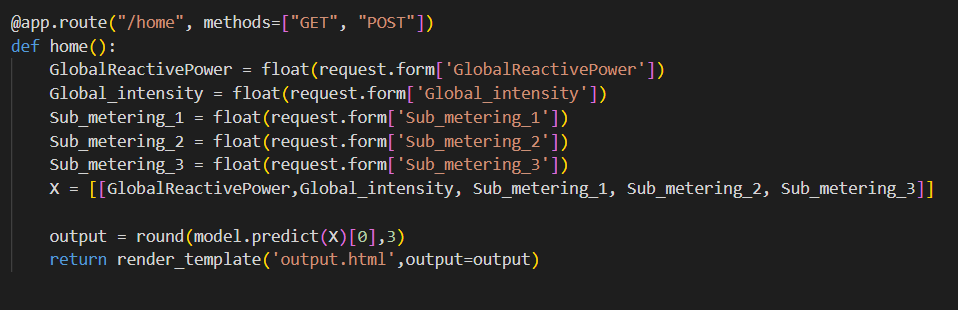 @app.route("/home", methods=["GET", "POST"])
def home():
    GlobalReactivePower = float(request.form['GlobalReactivePower'])
    Global_intensity = float(request.form['Global_intensity'])
    Sub_metering_1 = float(request.form['Sub_metering_1'])
    Sub_metering_2 = float(request.form['Sub_metering_2'])
    Sub_metering_3 = float(request.form['Sub_metering_3'])
    X = [[GlobalReactivePower,Global_intensity, Sub_metering_1, Sub_metering_2, Sub_metering_3]]
    output = round(model.predict(X)[0],3)
    return render_template('output.html',output=output)